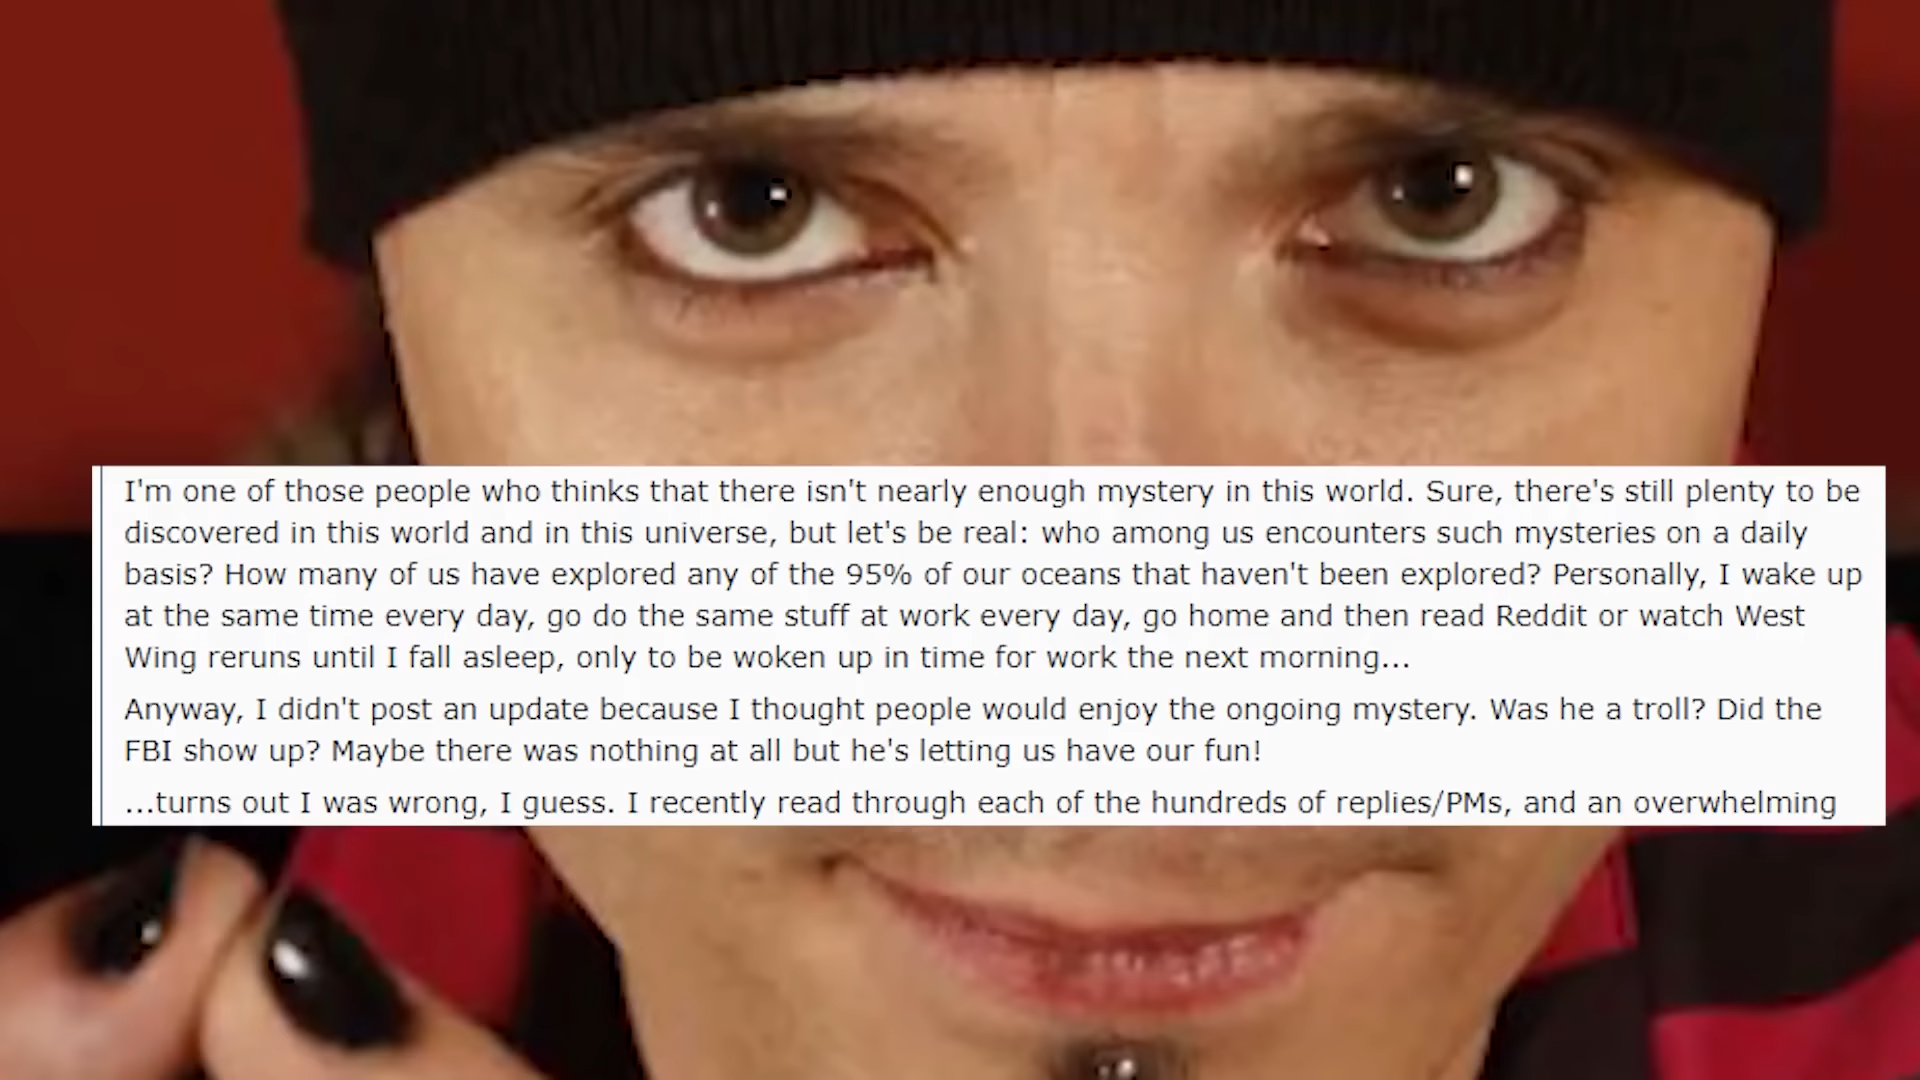 I'm one of those people who thinks that there isn't nearly enough mystery in this world. Sure, there's still plenty to be
discovered in this world and in this universe, but let's be real: who among us encounters such mysteries on a daily
basis? How many of us have explored any of the 95% of our oceans that haven't been explored? Personally, I wake up
at the same time every day, go do the same stuff at work every day, go home and then read Reddit or watch West
Wing reruns until I fall asleep, only to be woken up in time for work the next morning...
Anyway, I didn't post an update because I thought people would enjoy the ongoing mystery. Was he a troll? Did the
FBI show up? Maybe there was nothing at all but he's letting us have our fun!
...turns out I was wrong, I guess. I recently read through each of the hundreds of replies/PMs, and an overwhelming